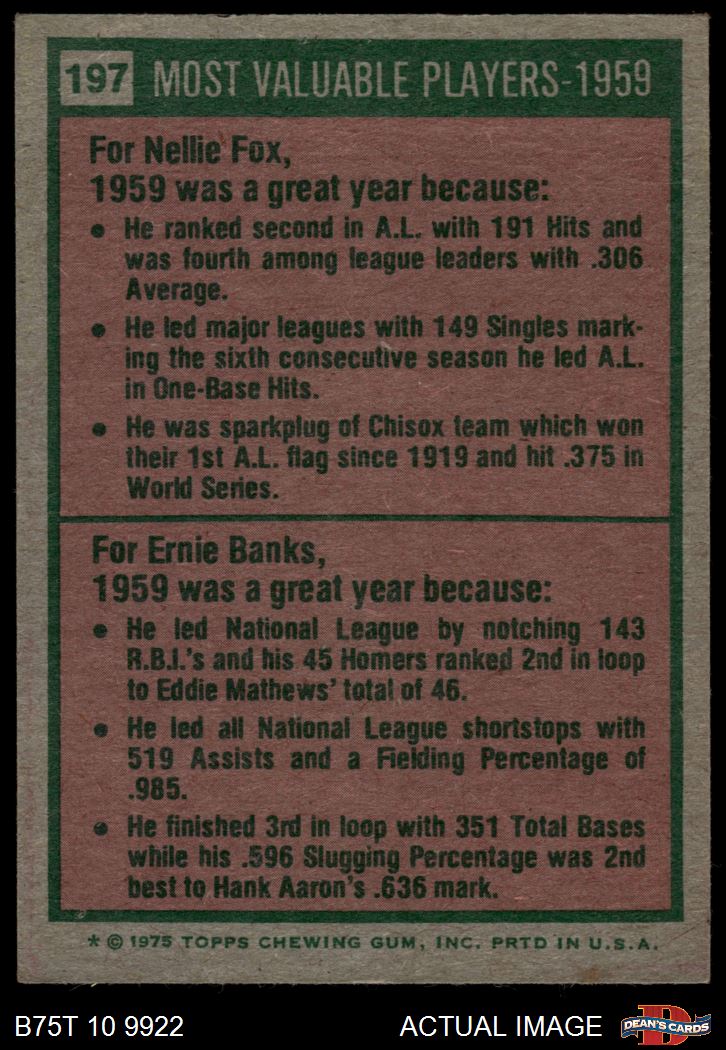 197 MOST VALUABLE PLAYERS-1959
For Nellie Fox,
1959 was a great year because:
● He ranked second in A.L. with 191 Hits and
was fourth among league leaders with .306
Average.
● He led major leagues with 149 Singles mark-
ing the sixth consecutive season he led A.L.
in One-Base Hits.
● He was sparkplug of Chisox team which won
their 1st A.L. flag since 1919 and hit .375 in
World Series.
For Ernie Banks,
1959 was a great year because:
● He led National League by notching 143
R.B.I.'s and his 45 Homers ranked 2nd in loop
to Eddie Mathews' total of 46.
● He led all National League shortstops with
519 Assists and a Fielding Percentage of
.985.
● He finished 3rd in loop with 351 Total Bases
while his .596 Slugging Percentage was 2nd
best to Hank Aaron's .636 mark.
* © 1975 TOPPS CHEWING GUM, INC. PRTD IN U.S.A.
B75T 10 9922 ACTUAL IMAGE D DEAN'S CARDS